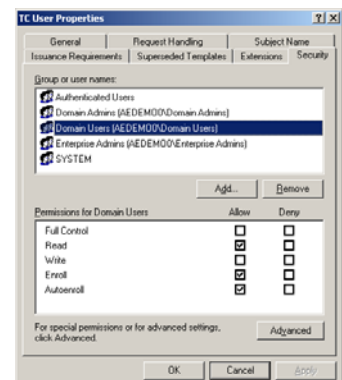 TC User Properties
General Request Handling Subject Name
Issuance Requirements Superseded Templates Extensions Security
Group or user names:
Authenticated Users
Domain Admins (AEDEMO0\Domain Admins)
Domain Users (AEDEMO0\Domain Users)
Enterprise Admins (AEDEMO0\Enterprise Admins)
SYSTEM
Add... Remove
Permissions for Domain Users Allow Deny
Full Control
Read
Write
Enroll
Autoenroll
For special permissions or for advanced settings,
click Advanced. Advanced
OK Cancel Apply